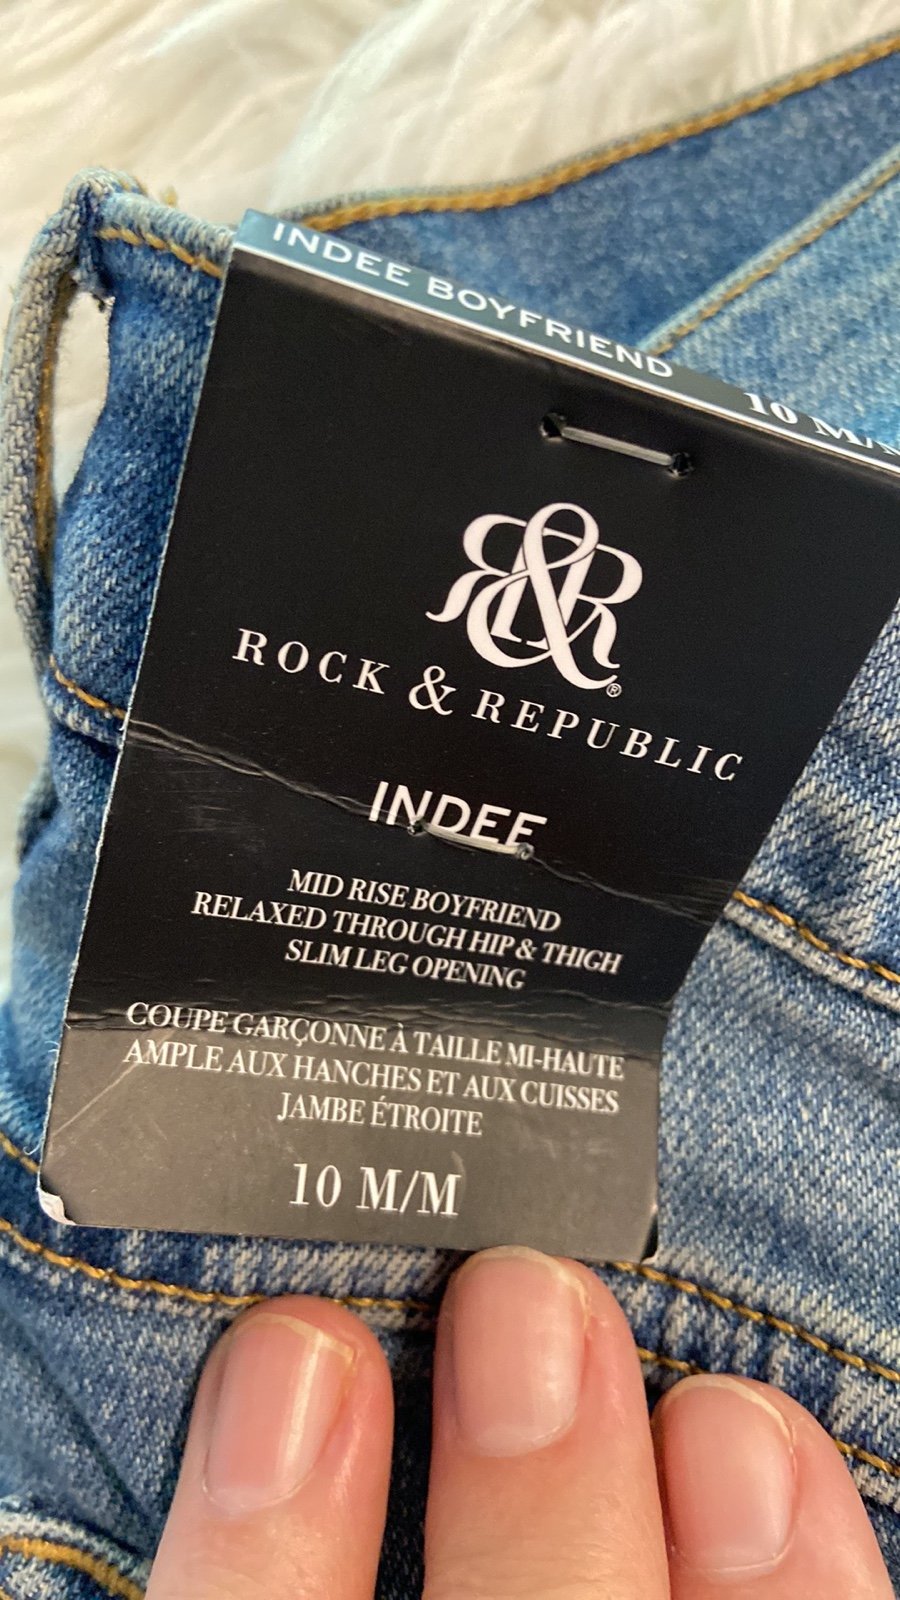 INDEE BOYFRIEND 10 M/
R&R®
ROCK & REPUBLIC
INDEE
MID RISE BOYFRIEND
RELAXED THROUGH HIP & THIGH
SLIM LEG OPENING
COUPE GARÇONNE À TAILLE MI-HAUTE
AMPLE AUX HANCHES ET AUX CUISSES
JAMBE ÉTROITE
10 M/M